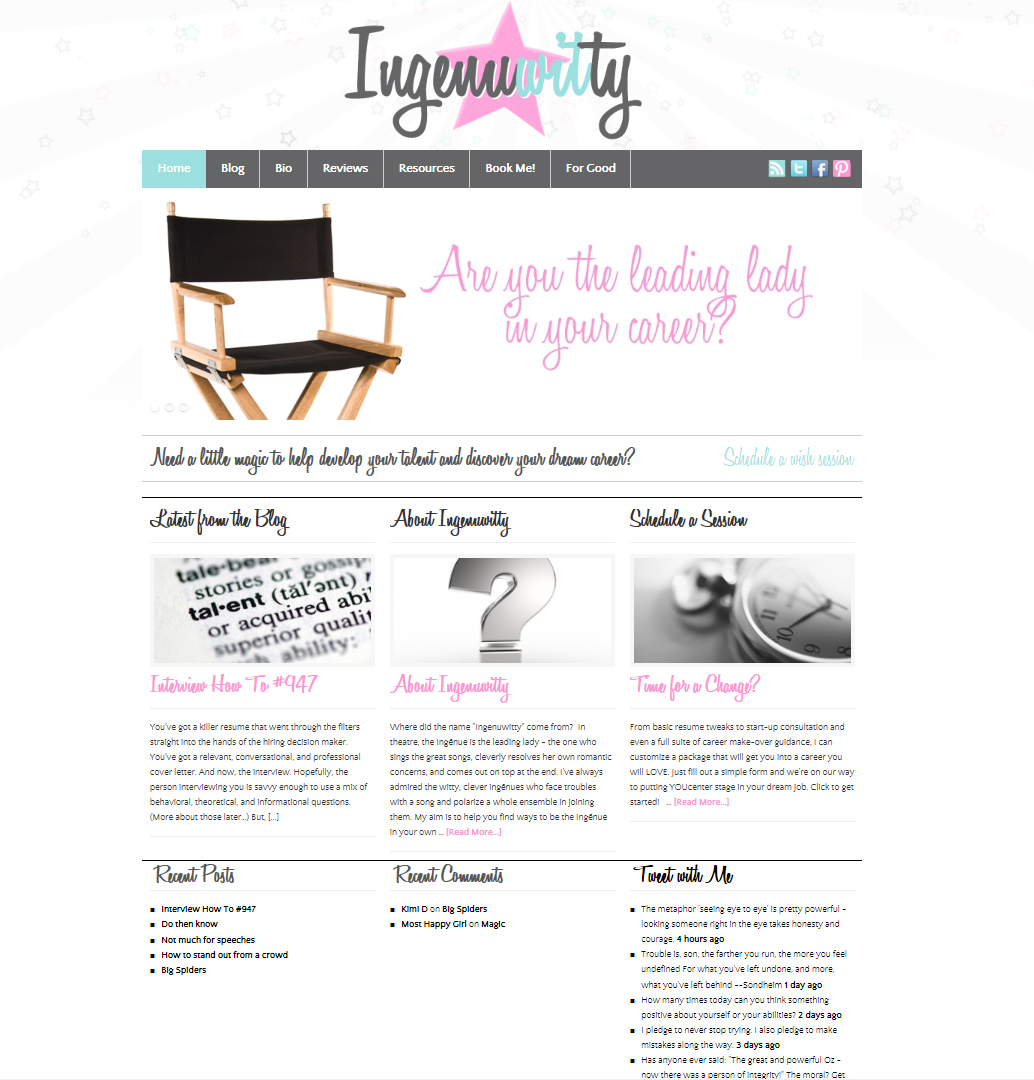 Ingenuwitty
Home
Blog
Bio
Reviews
Resources
Book Me!
For Good
Are you the leading lady
in your career?
Need a little magic to help develop your talent and discover your dream career?
Schedule a wish session
Latest from the Blog
tale-bear
stories or gossip,
tal•ent (tăl'ənt)
or acquired abi
superior qualit
ability;
Interview How To #947
You've got a killer resume that went through the filters
straight into the hands of the hiring decision maker.
You've got a relevant, conversational, and professional
cover letter. And now, the interview. Hopefully, the
person interviewing you is savvy enough to use a mix of
behavioral, theoretical, and informational questions.
(More about those later...) But, [...]
About Ingenuwitty
?
About Ingenuwitty
Where did the name "IngenuWitty" come from? In
theatre, the ingénue is the leading lady – the one who
sings the great songs, cleverly resolves her own romantic
concerns, and comes out on top at the end. I've always
admired the witty, clever ingénues who face troubles
with a song and polarize a whole ensemble in joining
them. My aim is to help you find ways to be the ingénue
in your own ... [Read More...]
Schedule a Session
10
9
8
Time for a Change?
From basic resume tweaks to start-up consultation and
even a full suite of career make-over guidance, I can
customize a package that will get you into a career you
will LOVE. Just fill out a simple form and we're on our way
to putting YOUcenter stage in your dream job. Click to get
started! ... [Read More...]
Recent Posts
Interview How To #947
Do then know
Not much for speeches
How to stand out from a crowd
Big Spiders
Recent Comments
Kimi D on Big Spiders
Most Happy Girl on Magic
Tweet with Me
The metaphor 'seeing eye to eye' is pretty powerful –
looking someone right in the eye takes honesty and
courage. 4 hours ago
Trouble is, son, the farther you run, the more you feel
undefined For what you've left undone, and more,
what you've left behind --Sondheim 1 day ago
How many times today can you think something
positive about yourself or your abilities? 2 days ago
I pledge to never stop trying. I also pledge to make
mistakes along the way. 3 days ago
Has anyone ever said: "The great and powerful Oz -
now there was a person of integrity!" The moral? Get